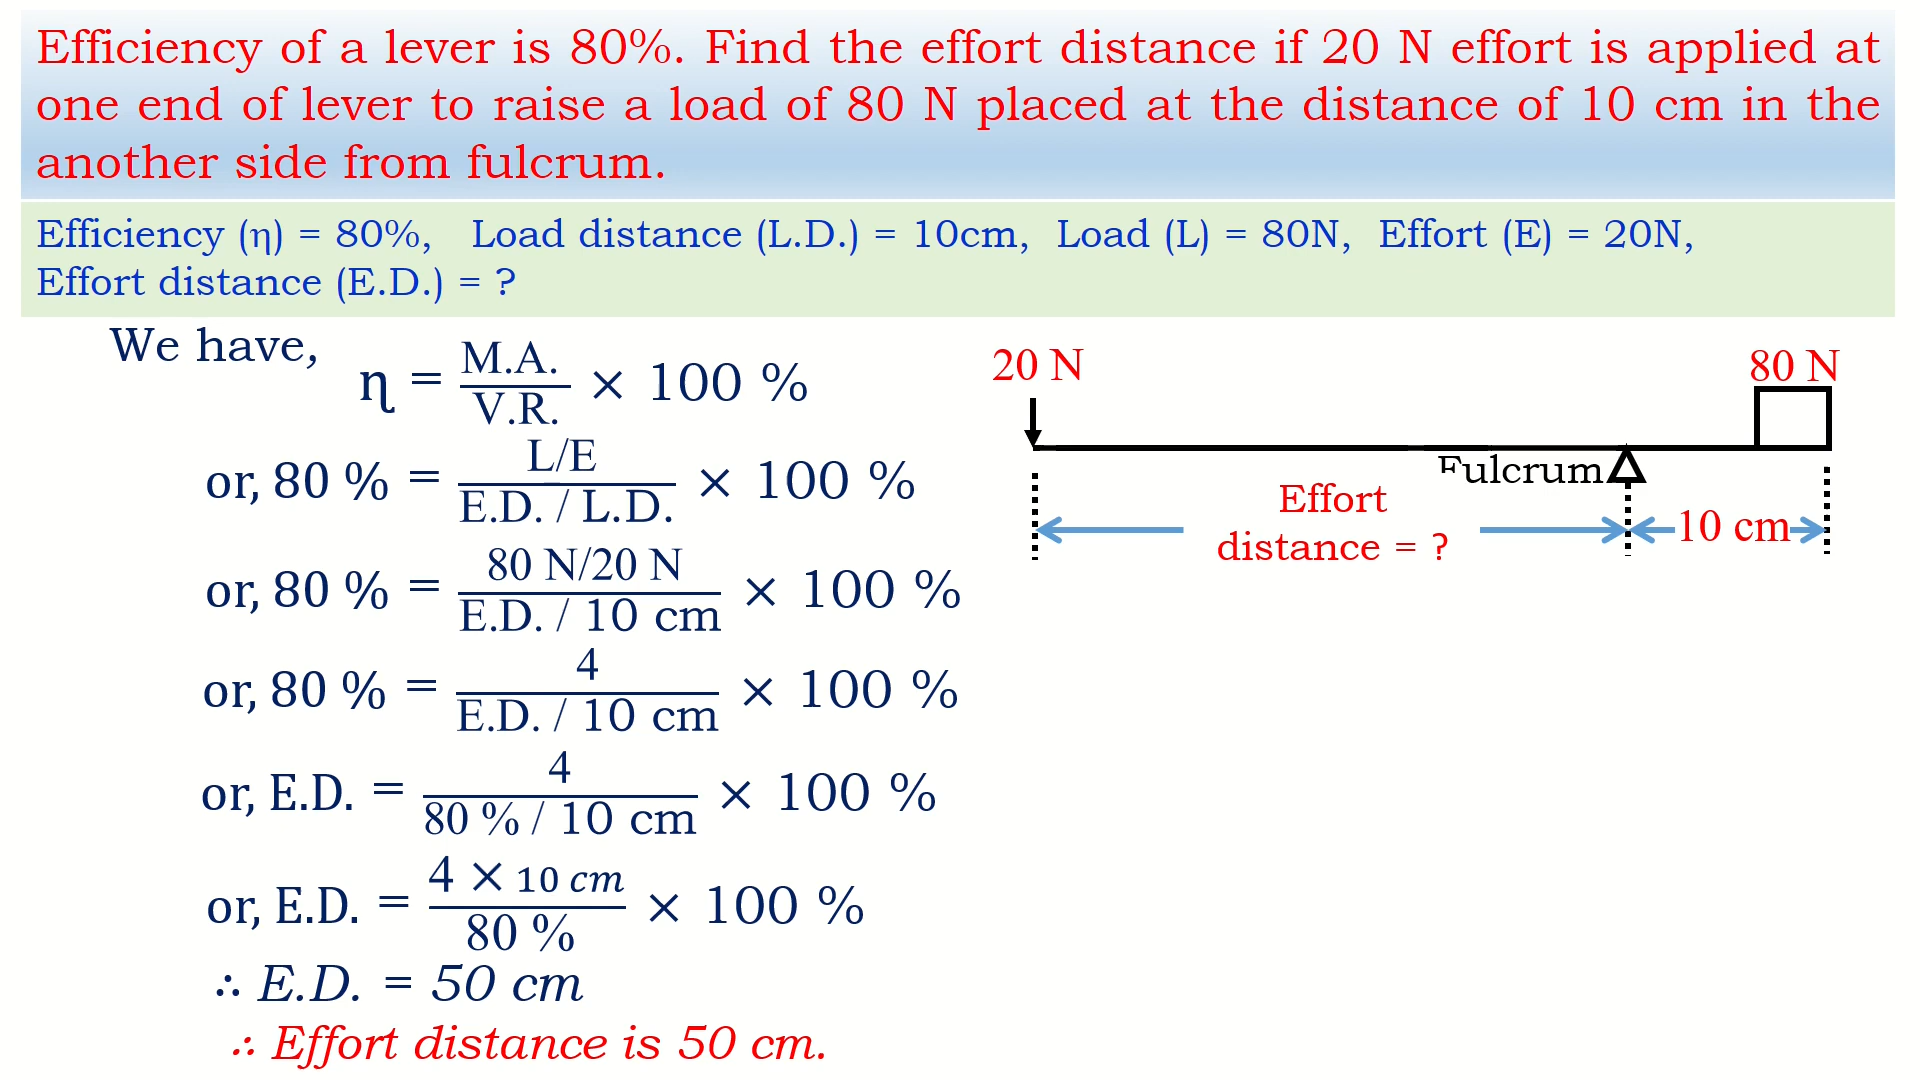 Efficiency of a lever is 80%. Find the effort distance if 20 N effort is applied at
one end of lever to raise a load of 80 N placed at the distance of 10 cm in the
another side from fulcrum.
Efficiency (η) = 80%, Load distance (L.D.) = 10cm, Load (L) = 80N, Effort (E) = 20N,
Effort distance (E.D.) = ?
We have,
η = M.A. / V.R. × 100 %
or, 80 % = L/E / E.D. / L.D. × 100 %
or, 80 % = 80 N/20 N / E.D. / 10 cm × 100 %
or, 80 % = 4 / E.D. / 10 cm × 100 %
or, E.D. = 4 / 80 % / 10 cm × 100 %
or, E.D. = 4 × 10 cm / 80 % × 100 %
∴ E.D. = 50 cm
∴ Effort distance is 50 cm.
20 N
80 N
Fulcrum
Effort
distance = ?
10 cm